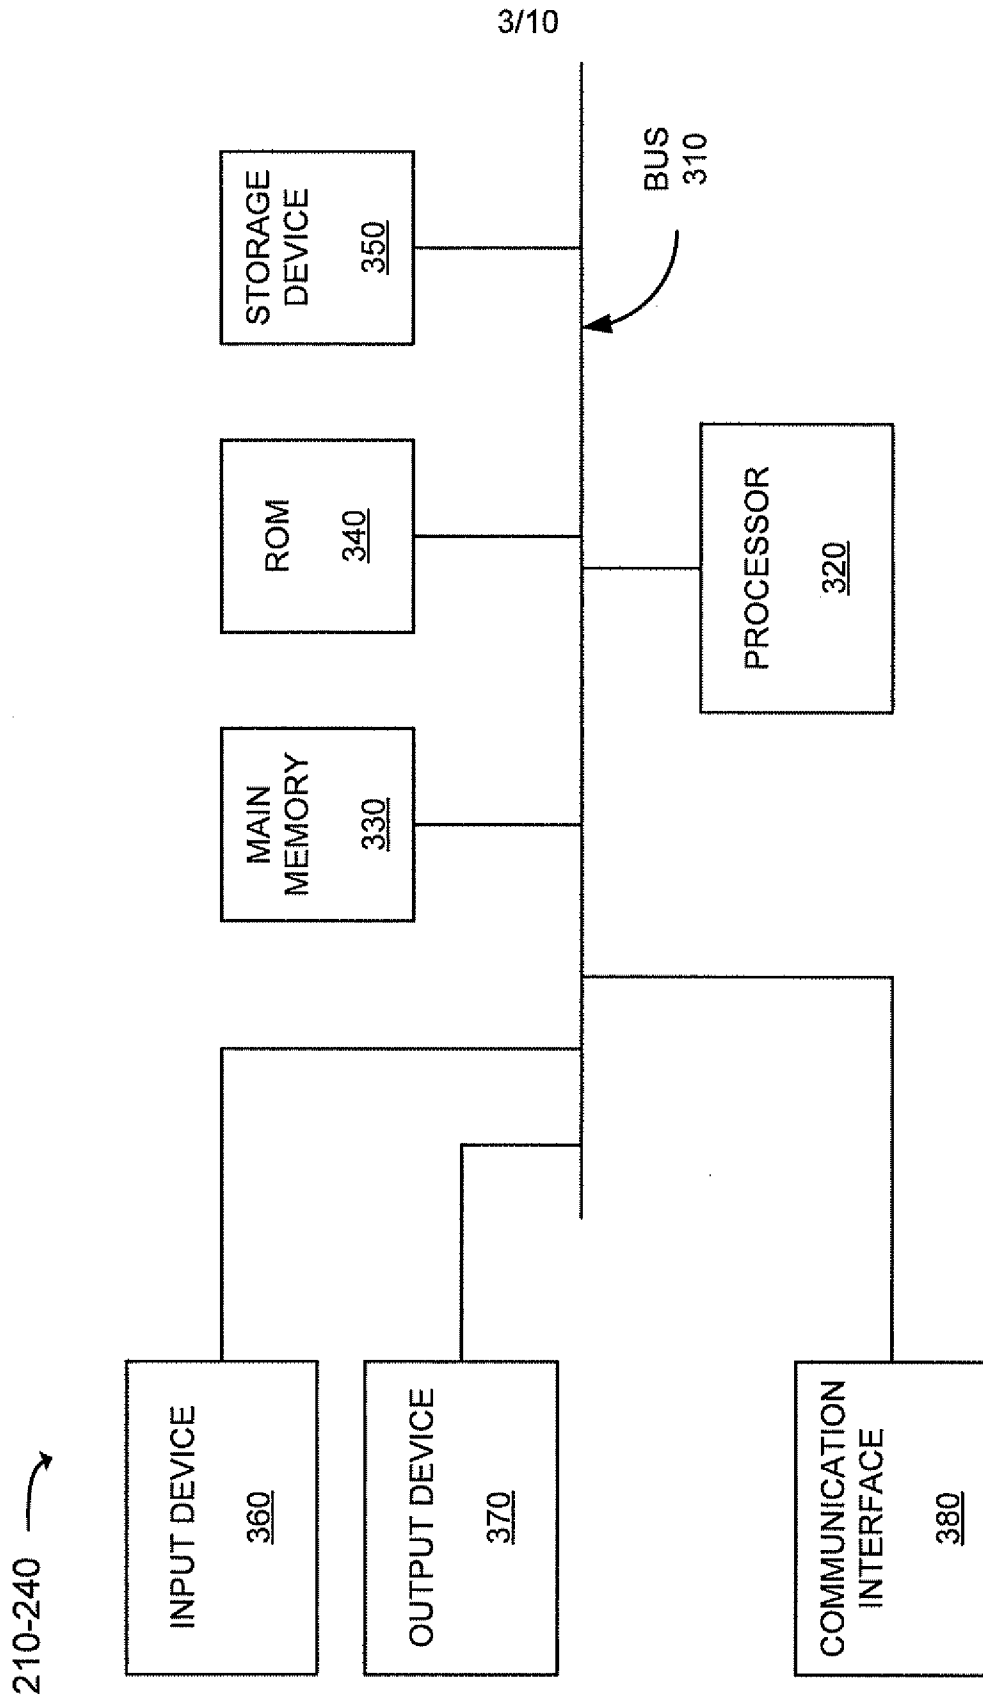 3/10
210-240
INPUT DEVICE
360
OUTPUT DEVICE
370
COMMUNICATION
INTERFACE
380
MAIN
MEMORY
330
ROM
340
STORAGE
DEVICE
350
PROCESSOR
320
BUS
310